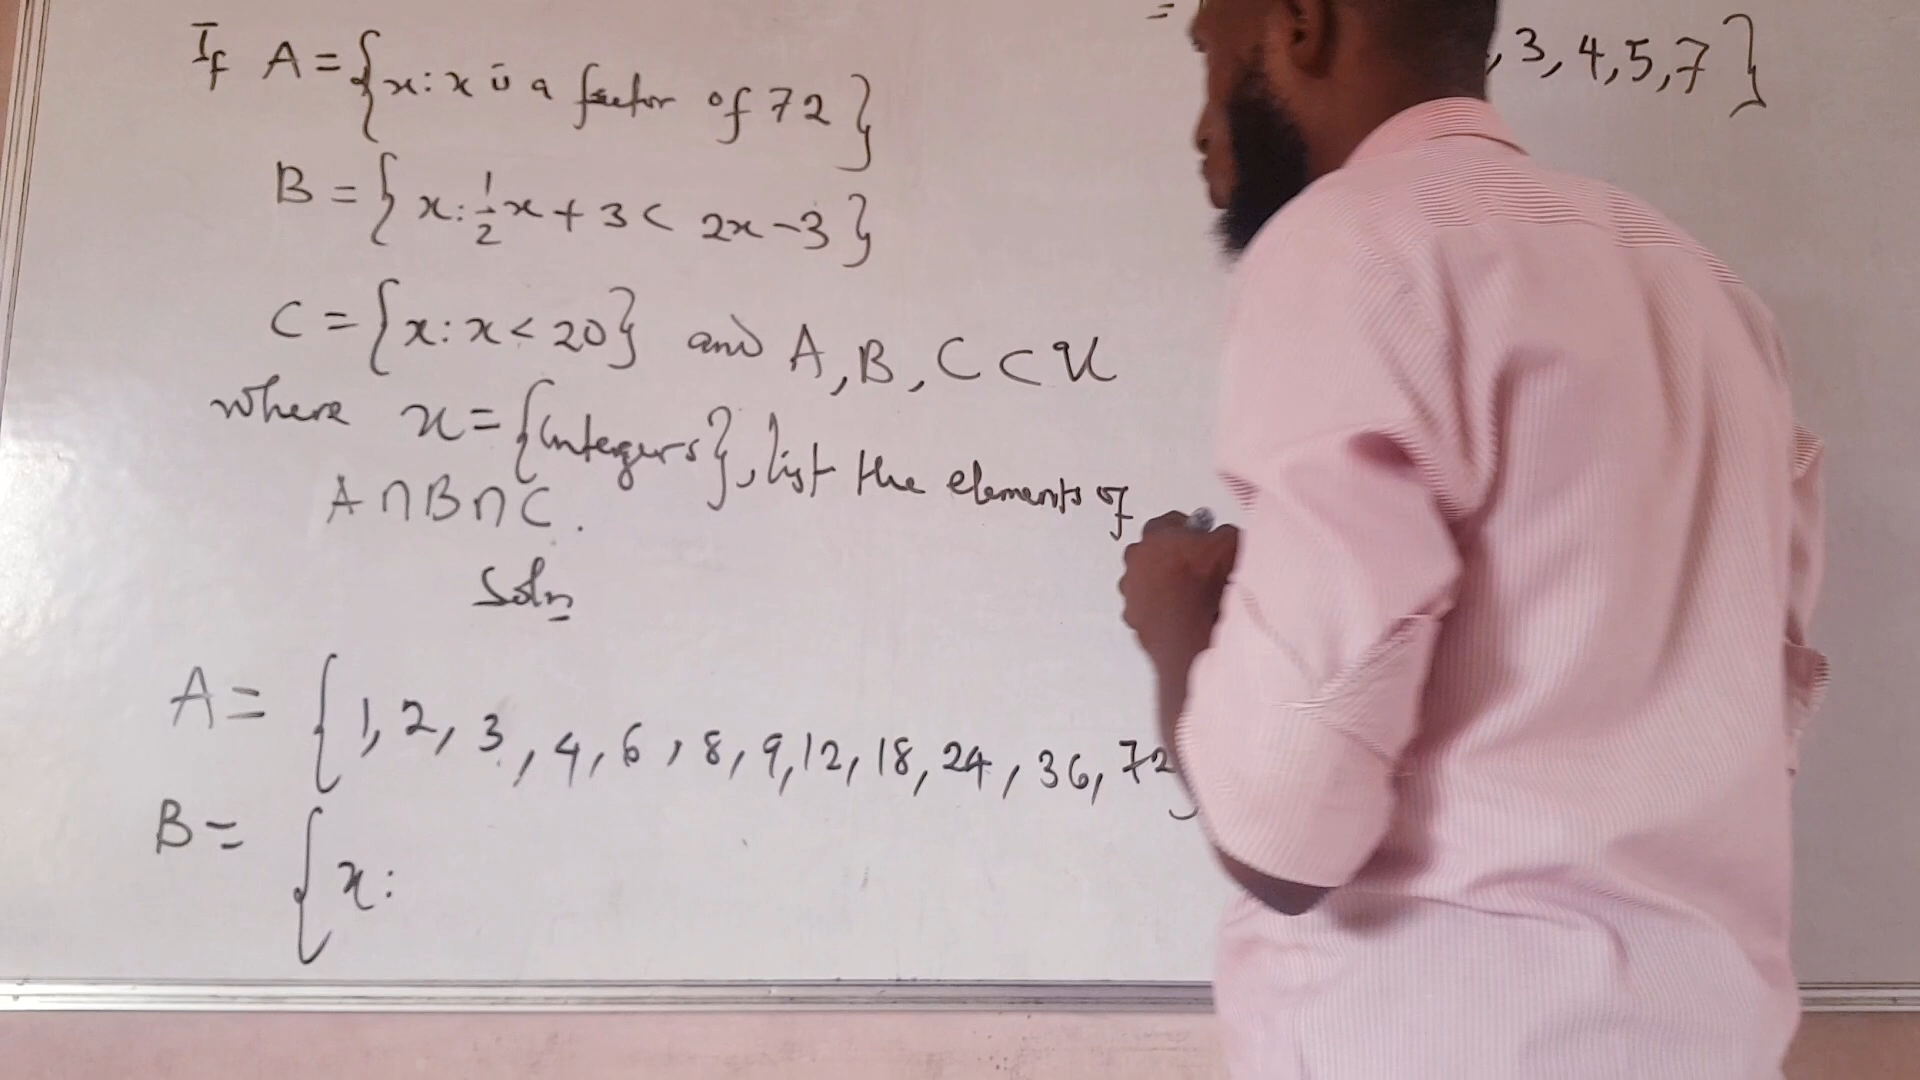 If A = {x: x is a factor of 72}
B = {x: 1/2 x + 3 < 2x - 3}
C = {x: x < 20} and A, B, C ⊂ U
where x = {integers}, list the elements of
A ∩ B ∩ C.
Soln
A = {1, 2, 3, 4, 6, 8, 9, 12, 18, 24, 36, 72}
B = {x:
=
, 3, 4, 5, 7}